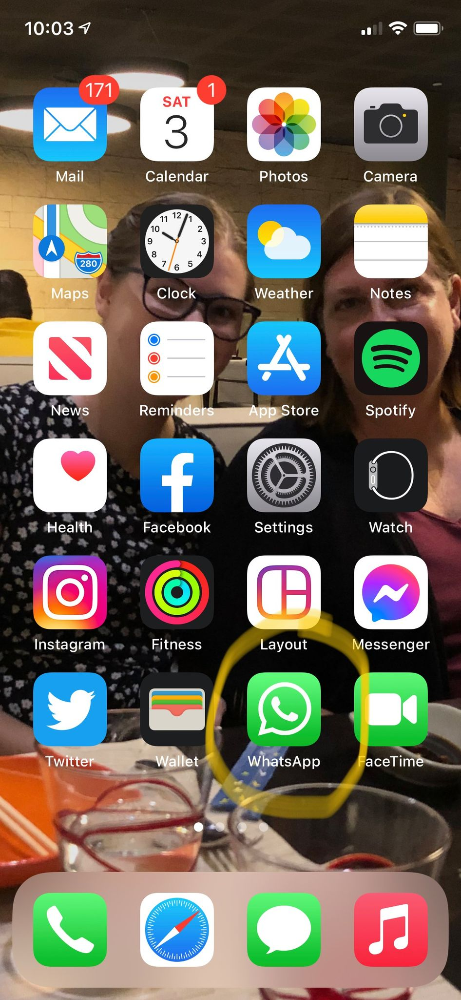 10:03
171 1
SAT
3
Mail Calendar Photos Camera
12
11 1
10 2
9 3
8 4
7 5
6
280
Maps Clock Weather Notes
News Reminders App Store Spotify
Health Facebook Settings Watch
Instagram Fitness Layout Messenger
Twitter Wallet WhatsApp FaceTime